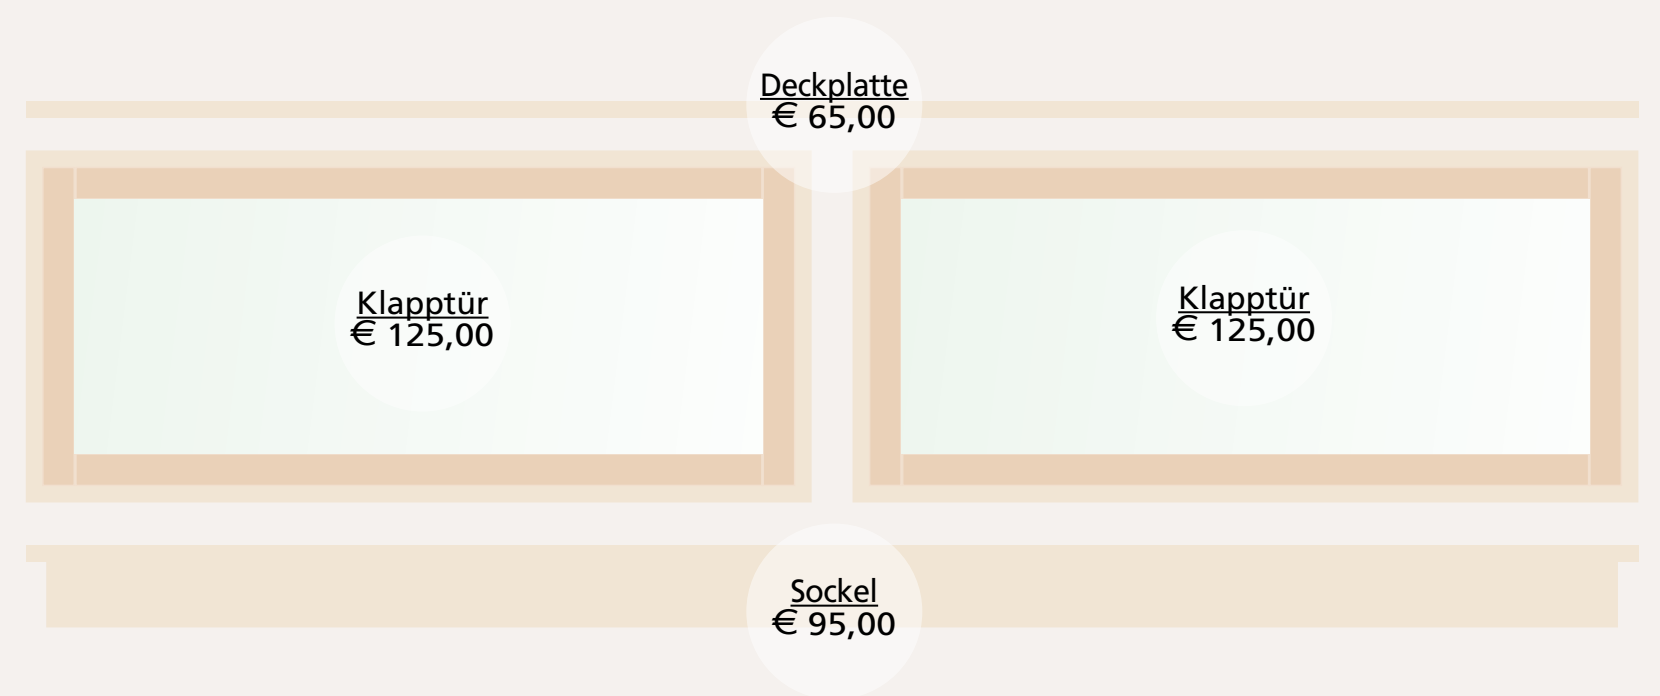 Deckplatte
€ 65,00
Klapptür
€ 125,00
Klapptür
€ 125,00
Sockel
€ 95,00